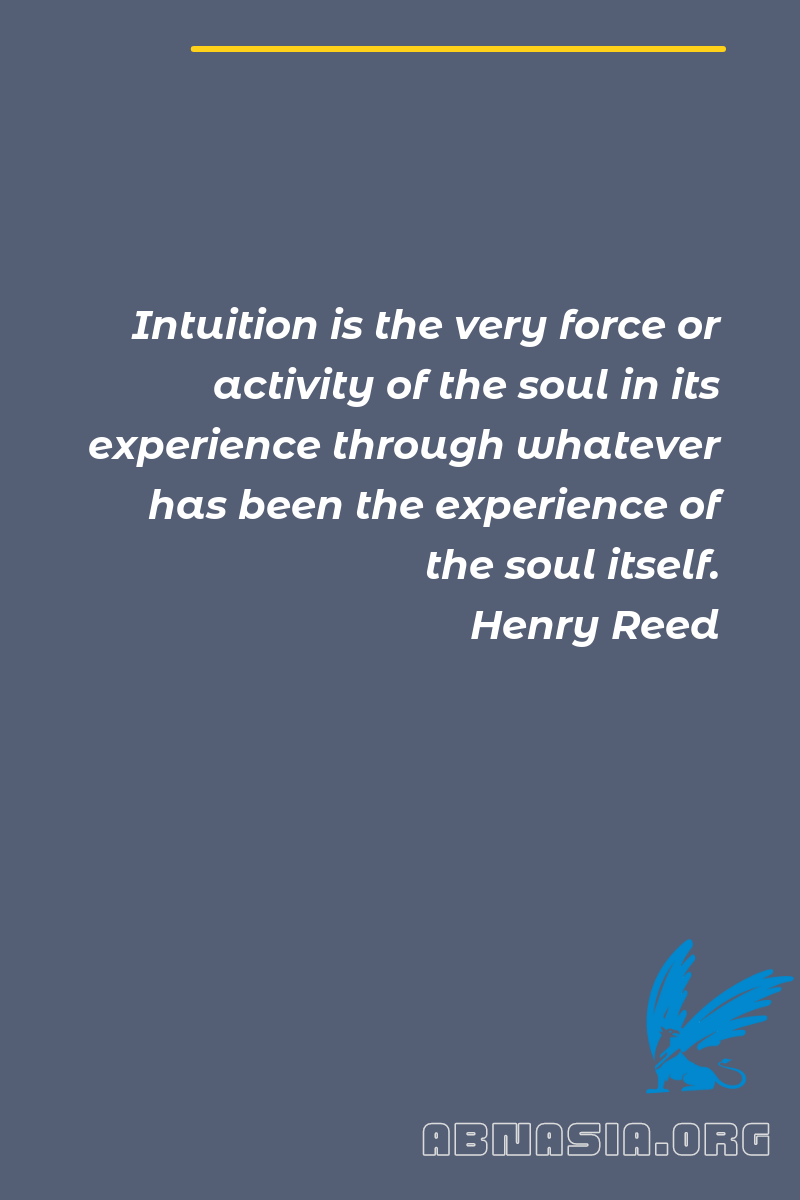 Intuition is the very force or
activity of the soul in its
experience through whatever
has been the experience of
the soul itself.
Henry Reed
ABNASIA.ORG